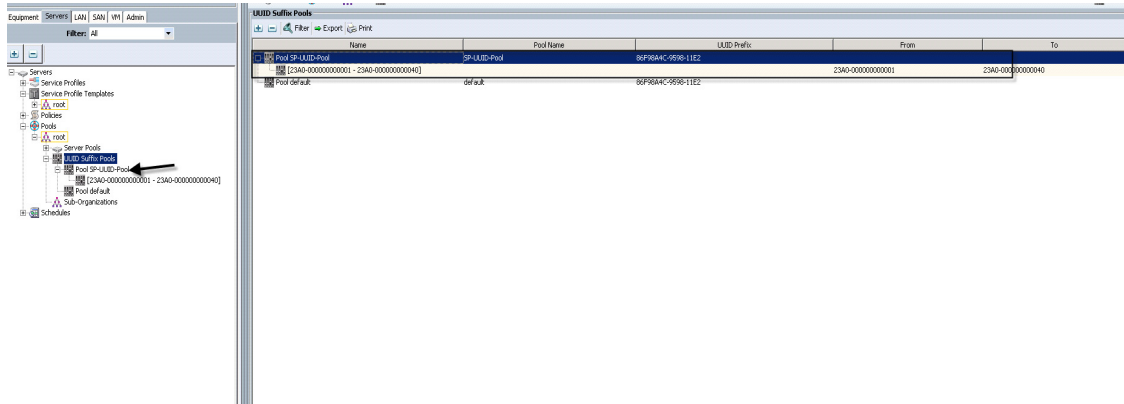 Equipment Servers LAN SAN VM Admin
Filter: All
Servers
Service Profiles
Service Profile Templates
root
Policies
Pools
root
Server Pools
UUID Suffix Pools
Pool SP-UUID-Pool
[23A0-000000000001 - 23A0-000000000040]
Pool default
Sub-Organizations
Schedules
UUID Suffix Pools
Filter Export Print
Name Pool Name UUID Prefix From To
Pool SP-UUID-Pool SP-UUID-Pool 86F98A4C-9598-11E2
[23A0-000000000001 - 23A0-000000000040] 23A0-000000000001 23A0-000000000040
Pool default default 86F98A4C-9598-11E2